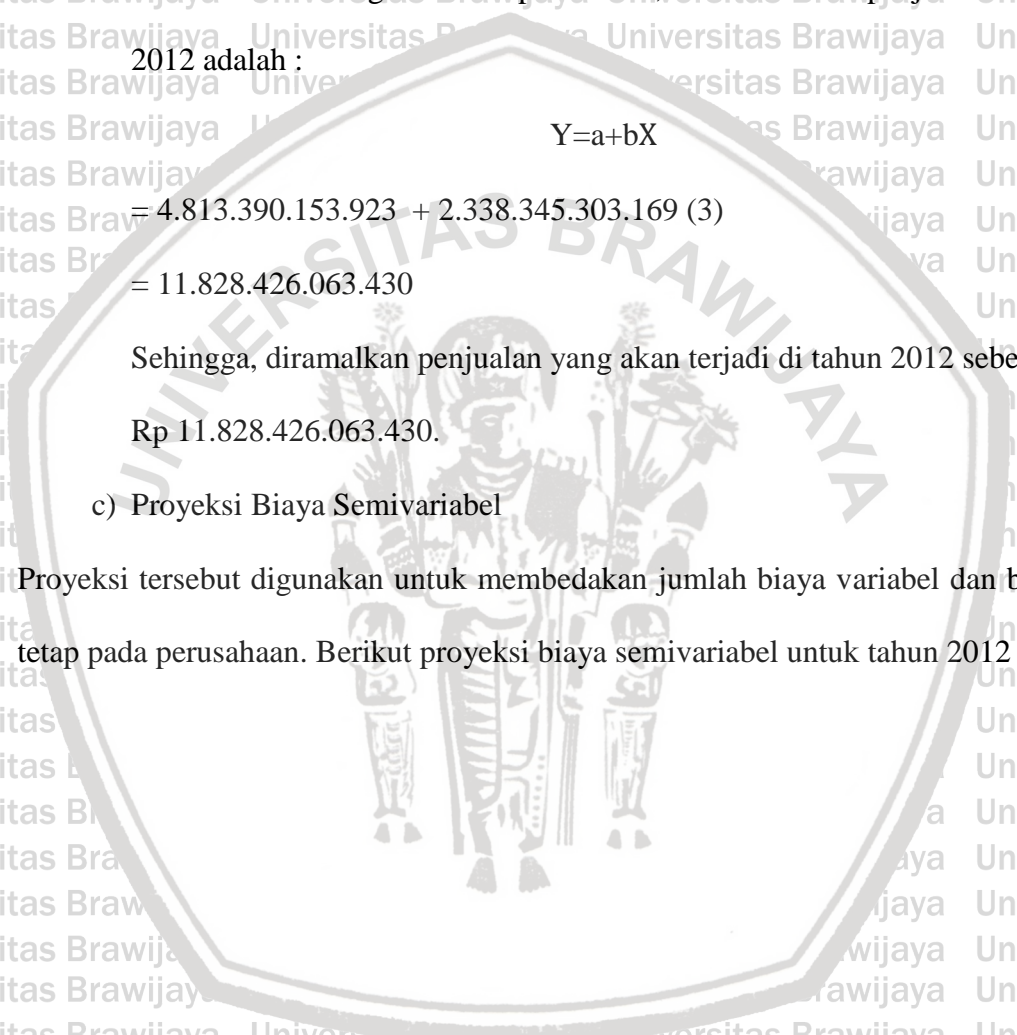 2012 adalah :
Y=a+bX
= 4.813.390.153.923 + 2.338.345.303.169 (3)
= 11.828.426.063.430
Sehingga, diramalkan penjualan yang akan terjadi di tahun 2012 sebe
Rp 11.828.426.063.430.
c) Proyeksi Biaya Semivariabel
Proyeksi tersebut digunakan untuk membedakan jumlah biaya variabel dan b
tetap pada perusahaan. Berikut proyeksi biaya semivariabel untuk tahun 2012
UNIVERSITAS BRAWIJAYA